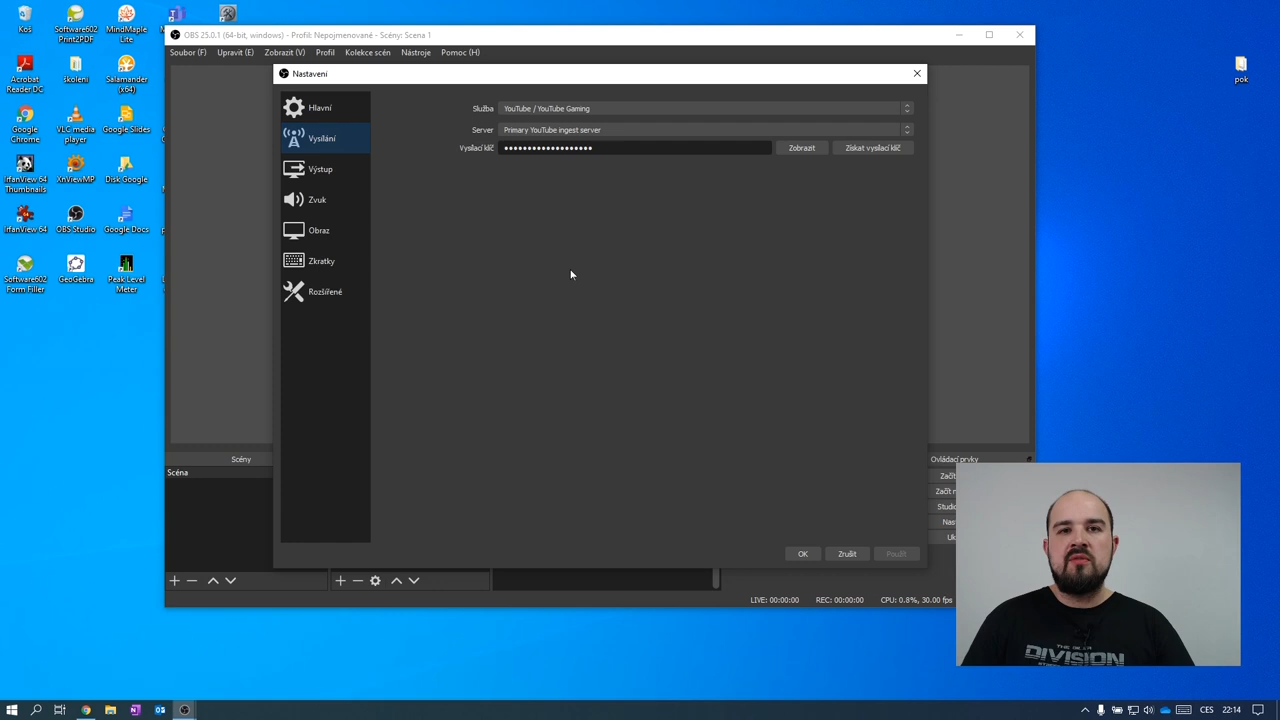 Koš
Software602 Print2PDF
MindMaple Lite
Acrobat Reader DC
školení
Salamander (x64)
Google Chrome
VLC media player
Google Slides
IrfanView 64 Thumbnails
XnViewMP
Disk Google
IrfanView 64
OBS Studio
Google Docs
Software602 Form Filler
GeoGebra
Peak Level Meter
pok
OBS 25.0.1 (64-bit, windows) - Profil: Nepojmenované - Scény: Scena 1
Soubor (F) Upravit (E) Zobrazit (V) Profil Kolekce scén Nástroje Pomoc (H)
Nastavení
Hlavní
Vysílání
Výstup
Zvuk
Obraz
Zkratky
Rozšířené
Služba YouTube / YouTube Gaming
Server Primary YouTube ingest server
Vysílací klíč ••••••••••••••••••• Zobrazit Získat vysílací klíč
OK Zrušit Použít
Scény
Scéna
Ovládací prvky
Začít
Začít n
Studio
Nas
Uk
LIVE: 00:00:00 REC: 00:00:00 CPU: 0.8%, 30.00 fps
DIVISION
CES 22:14